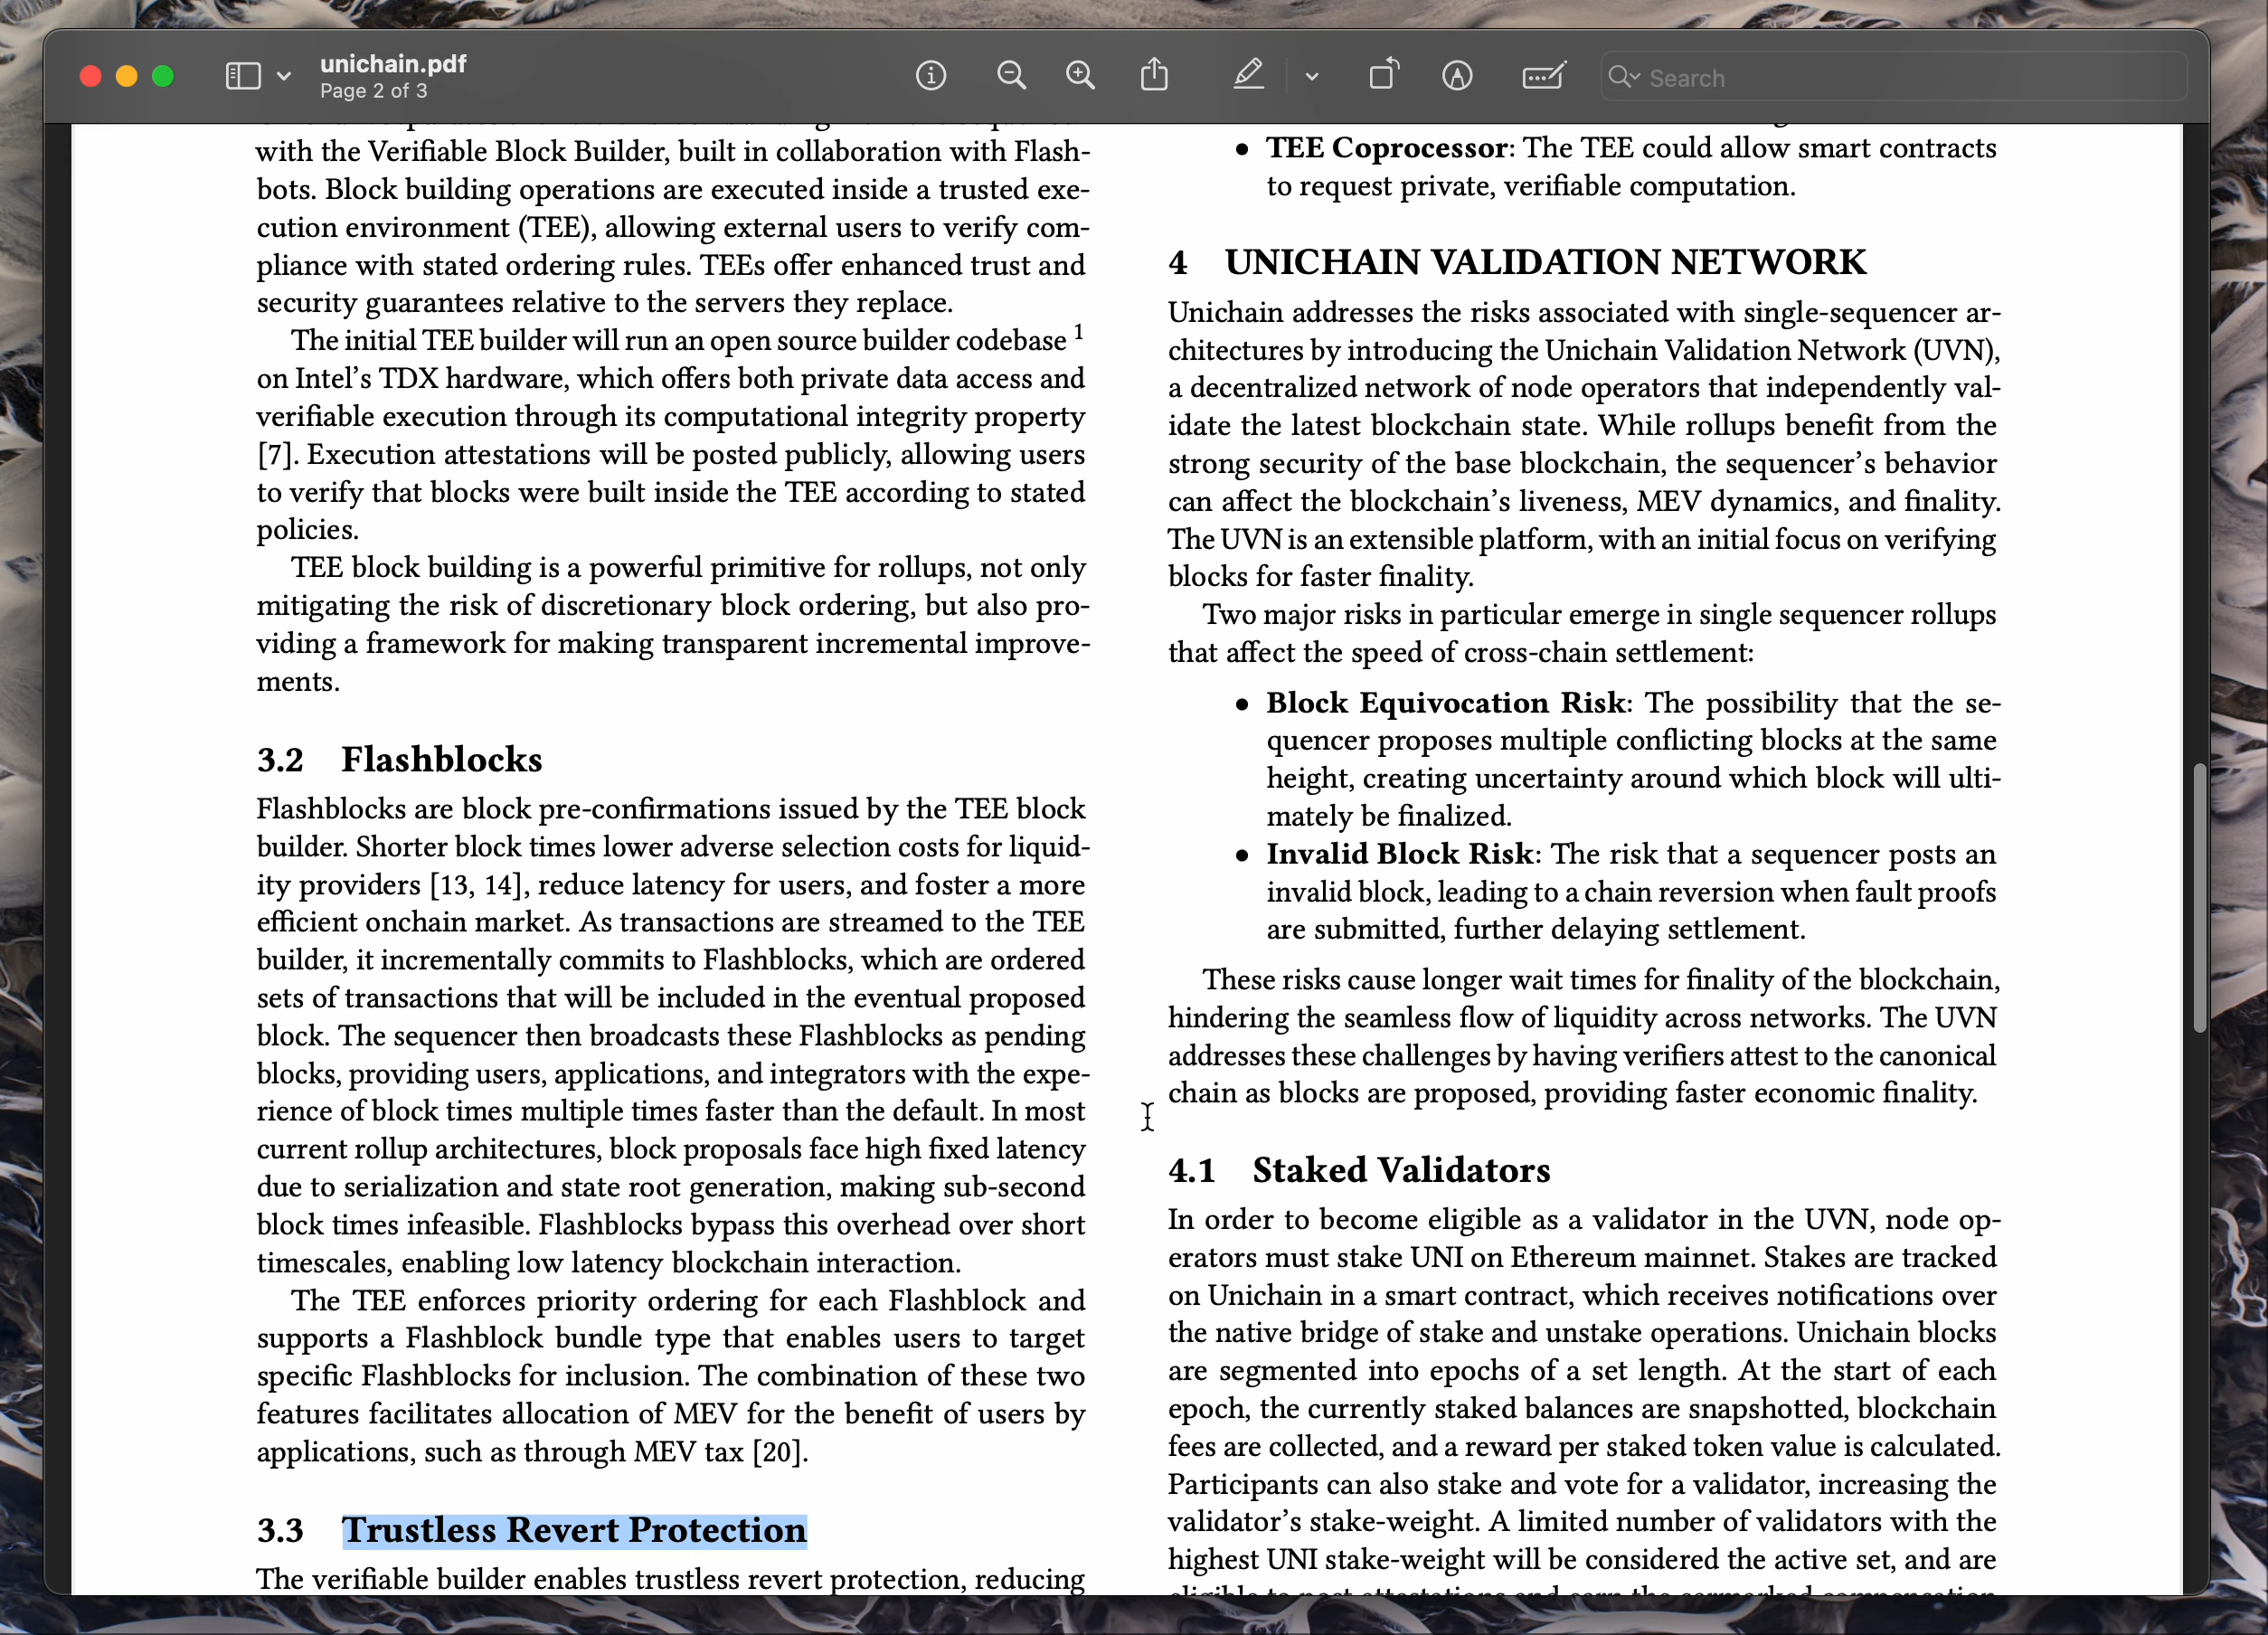 unichain.pdf
Page 2 of 3
Search
with the Verifiable Block Builder, built in collaboration with Flash-
bots. Block building operations are executed inside a trusted exe-
cution environment (TEE), allowing external users to verify com-
pliance with stated ordering rules. TEEs offer enhanced trust and
security guarantees relative to the servers they replace.
The initial TEE builder will run an open source builder codebase 1
on Intel’s TDX hardware, which offers both private data access and
verifiable execution through its computational integrity property
[7]. Execution attestations will be posted publicly, allowing users
to verify that blocks were built inside the TEE according to stated
policies.
TEE block building is a powerful primitive for rollups, not only
mitigating the risk of discretionary block ordering, but also pro-
viding a framework for making transparent incremental improve-
ments.
3.2 Flashblocks
Flashblocks are block pre-confirmations issued by the TEE block
builder. Shorter block times lower adverse selection costs for liquid-
ity providers [13, 14], reduce latency for users, and foster a more
efficient onchain market. As transactions are streamed to the TEE
builder, it incrementally commits to Flashblocks, which are ordered
sets of transactions that will be included in the eventual proposed
block. The sequencer then broadcasts these Flashblocks as pending
blocks, providing users, applications, and integrators with the expe-
rience of block times multiple times faster than the default. In most
current rollup architectures, block proposals face high fixed latency
due to serialization and state root generation, making sub-second
block times infeasible. Flashblocks bypass this overhead over short
timescales, enabling low latency blockchain interaction.
The TEE enforces priority ordering for each Flashblock and
supports a Flashblock bundle type that enables users to target
specific Flashblocks for inclusion. The combination of these two
features facilitates allocation of MEV for the benefit of users by
applications, such as through MEV tax [20].
3.3 Trustless Revert Protection
The verifiable builder enables trustless revert protection, reducing
• TEE Coprocessor: The TEE could allow smart contracts
to request private, verifiable computation.
4 UNICHAIN VALIDATION NETWORK
Unichain addresses the risks associated with single-sequencer ar-
chitectures by introducing the Unichain Validation Network (UVN),
a decentralized network of node operators that independently val-
idate the latest blockchain state. While rollups benefit from the
strong security of the base blockchain, the sequencer’s behavior
can affect the blockchain’s liveness, MEV dynamics, and finality.
The UVN is an extensible platform, with an initial focus on verifying
blocks for faster finality.
Two major risks in particular emerge in single sequencer rollups
that affect the speed of cross-chain settlement:
• Block Equivocation Risk: The possibility that the se-
quencer proposes multiple conflicting blocks at the same
height, creating uncertainty around which block will ulti-
mately be finalized.
• Invalid Block Risk: The risk that a sequencer posts an
invalid block, leading to a chain reversion when fault proofs
are submitted, further delaying settlement.
These risks cause longer wait times for finality of the blockchain,
hindering the seamless flow of liquidity across networks. The UVN
addresses these challenges by having verifiers attest to the canonical
chain as blocks are proposed, providing faster economic finality.
4.1 Staked Validators
In order to become eligible as a validator in the UVN, node op-
erators must stake UNI on Ethereum mainnet. Stakes are tracked
on Unichain in a smart contract, which receives notifications over
the native bridge of stake and unstake operations. Unichain blocks
are segmented into epochs of a set length. At the start of each
epoch, the currently staked balances are snapshotted, blockchain
fees are collected, and a reward per staked token value is calculated.
Participants can also stake and vote for a validator, increasing the
validator’s stake-weight. A limited number of validators with the
highest UNI stake-weight will be considered the active set, and are